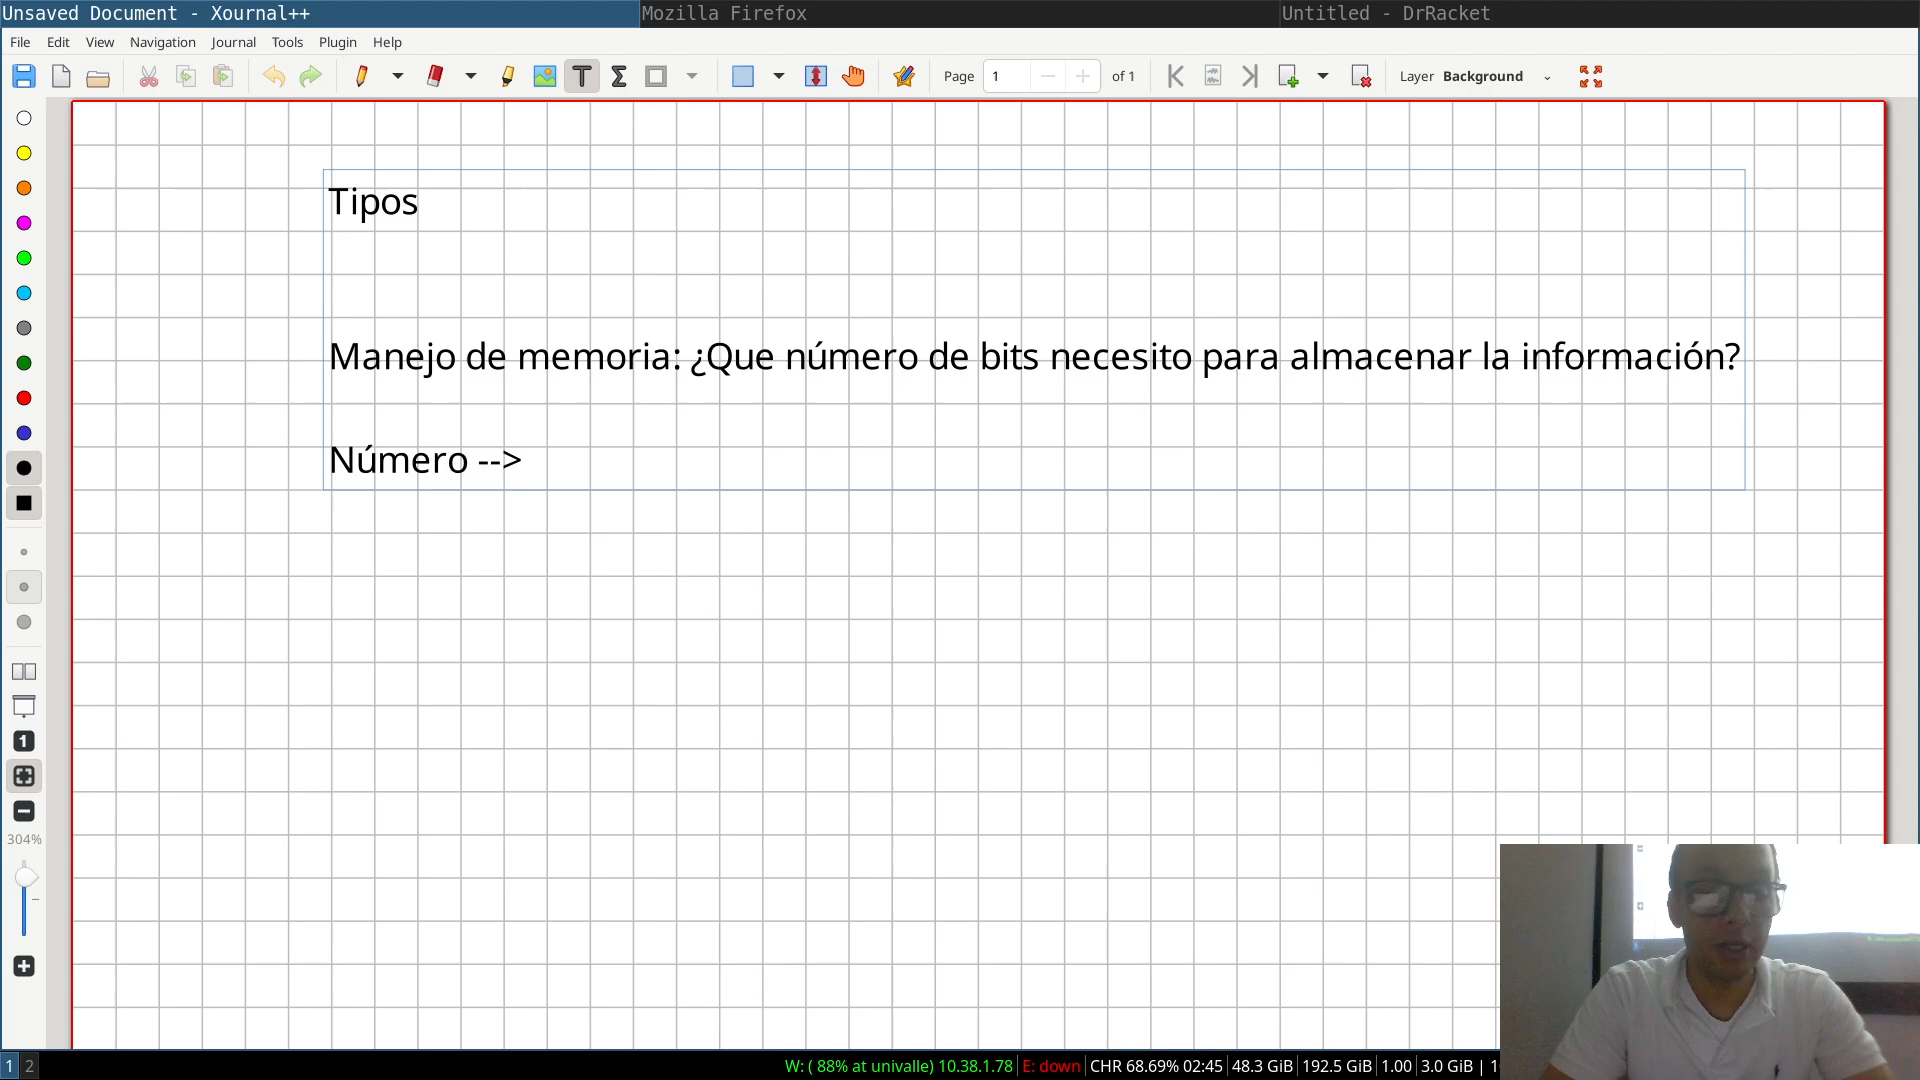 Unsaved Document - Xournal++
Mozilla Firefox
Untitled - DrRacket
File Edit View Navigation Journal Tools Plugin Help
Page 1 of 1 Layer Background
Tipos
Manejo de memoria: ¿Que número de bits necesito para almacenar la información?
Número -->
304%
1 2
W: ( 88% at univalle) 10.38.1.78 | E: down | CHR 68.69% 02:45 | 48.3 GiB | 192.5 GiB | 1.00 | 3.0 GiB | 1